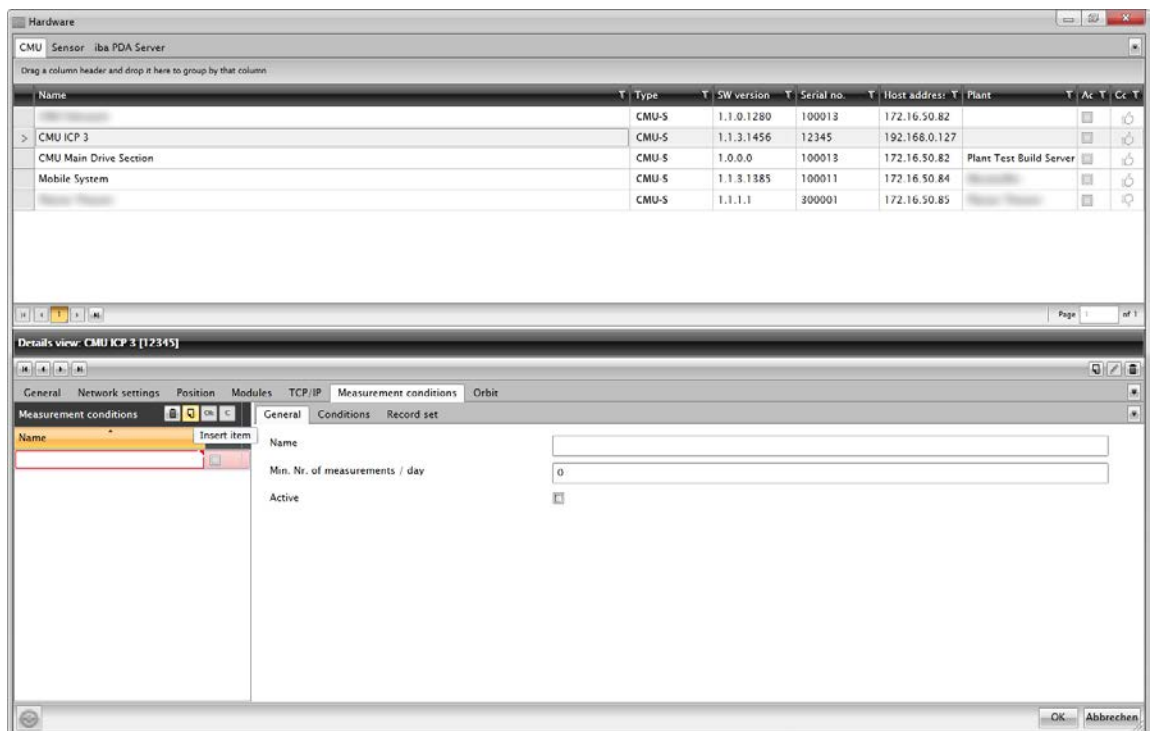 Hardware
CMU Sensor iba PDA Server
Drag a column header and drop it here to group by that column
Name Type SW version Serial no. Host address Plant Ac Cc
CMU-S 1.1.0.1280 100013 172.16.50.82
> CMU ICP 3 CMU-S 1.1.3.1456 12345 192.168.0.127
CMU Main Drive Section CMU-S 1.0.0.0 100013 172.16.50.82 Plant Test Build Server
Mobile System CMU-S 1.1.3.1385 100011 172.16.50.84
CMU-S 1.1.1.1 300001 172.16.50.85
1 Page 1 of 1
Details view: CMU ICP 3 [12345]
General Network settings Position Modules TCP/IP Measurement conditions Orbit
Measurement conditions C General Conditions Record set
Name Insert item Name
Min. Nr. of measurements / day 0
Active
OK Abbrechen